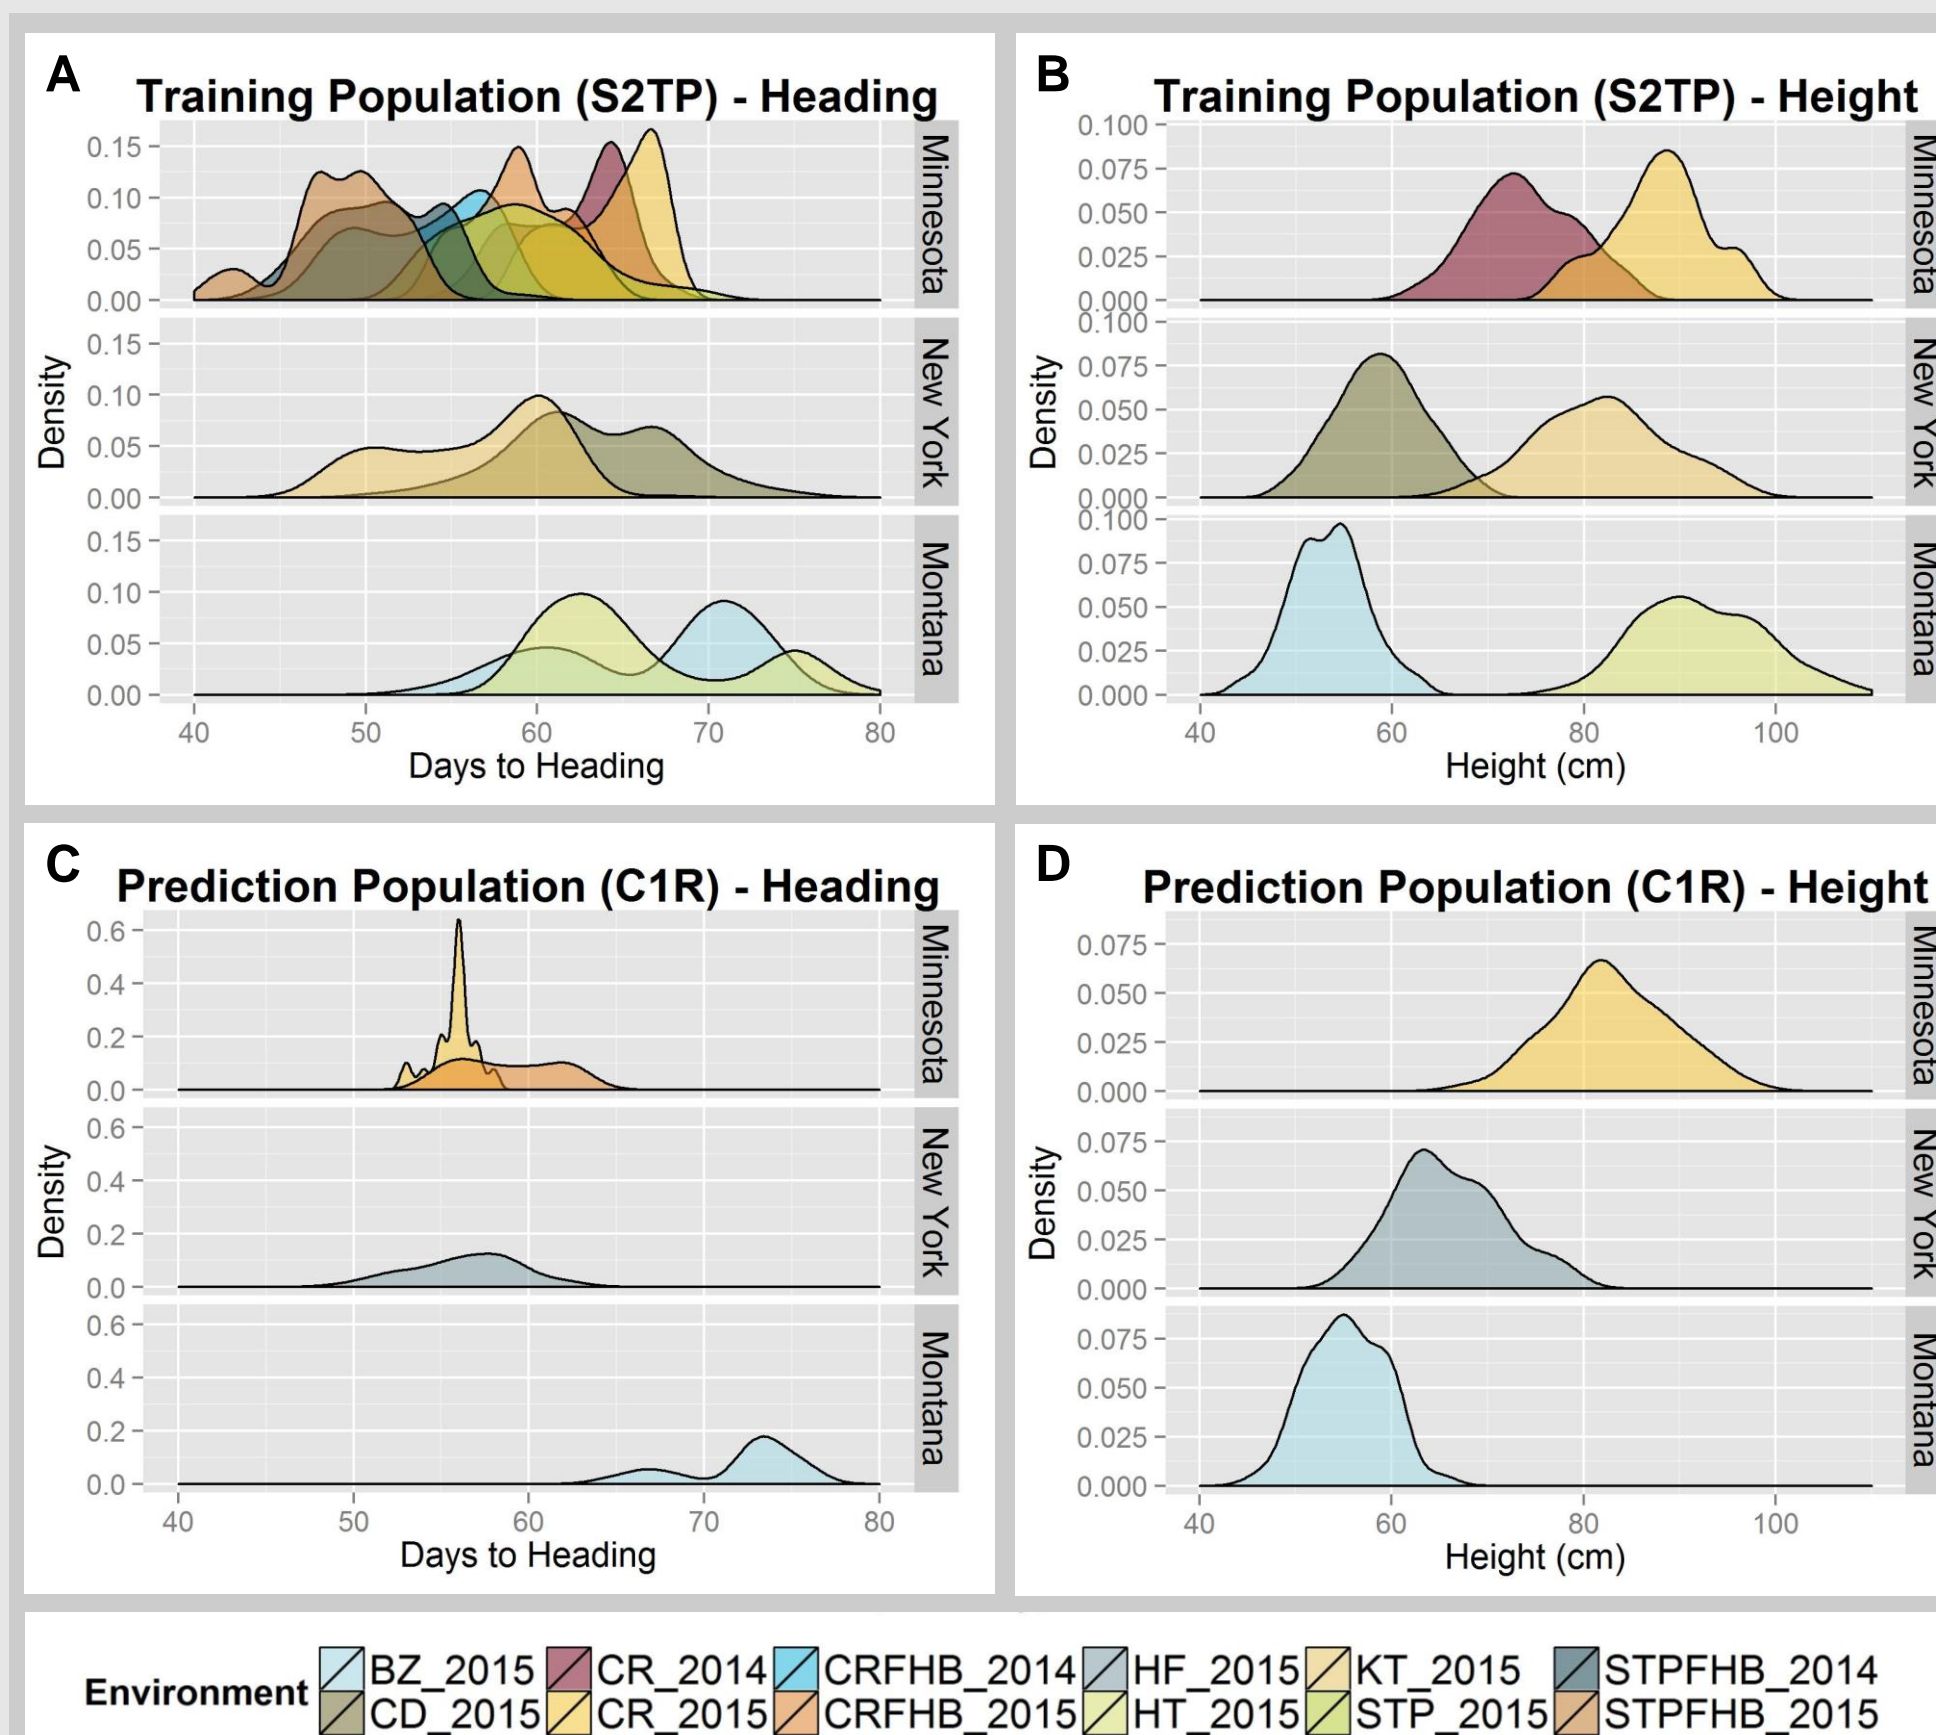 A
Training Population (S2TP) - Heading
0.15
0.10
0.05
0.00
Minnesota
0.15
0.10
0.05
0.00
New York
0.15
0.10
0.05
0.00
Montana
Density
40 50 60 70 80
Days to Heading
B
Training Population (S2TP) - Height
0.100
0.075
0.050
0.025
0.000
Minnesota
0.100
0.075
0.050
0.025
0.000
New York
0.100
0.075
0.050
0.025
0.000
Montana
Density
40 60 80 100
Height (cm)
C
Prediction Population (C1R) - Heading
0.6
0.4
0.2
0.0
Minnesota
0.6
0.4
0.2
0.0
New York
0.6
0.4
0.2
0.0
Montana
Density
40 50 60 70 80
Days to Heading
D
Prediction Population (C1R) - Height
0.075
0.050
0.025
0.000
Minnesota
0.075
0.050
0.025
0.000
New York
0.075
0.050
0.025
0.000
Montana
Density
40 60 80 100
Height (cm)
Environment
BZ_2015 CR_2014 CRFHB_2014 HF_2015 KT_2015 STPFHB_2014
CD_2015 CR_2015 CRFHB_2015 HT_2015 STP_2015 STPFHB_2015